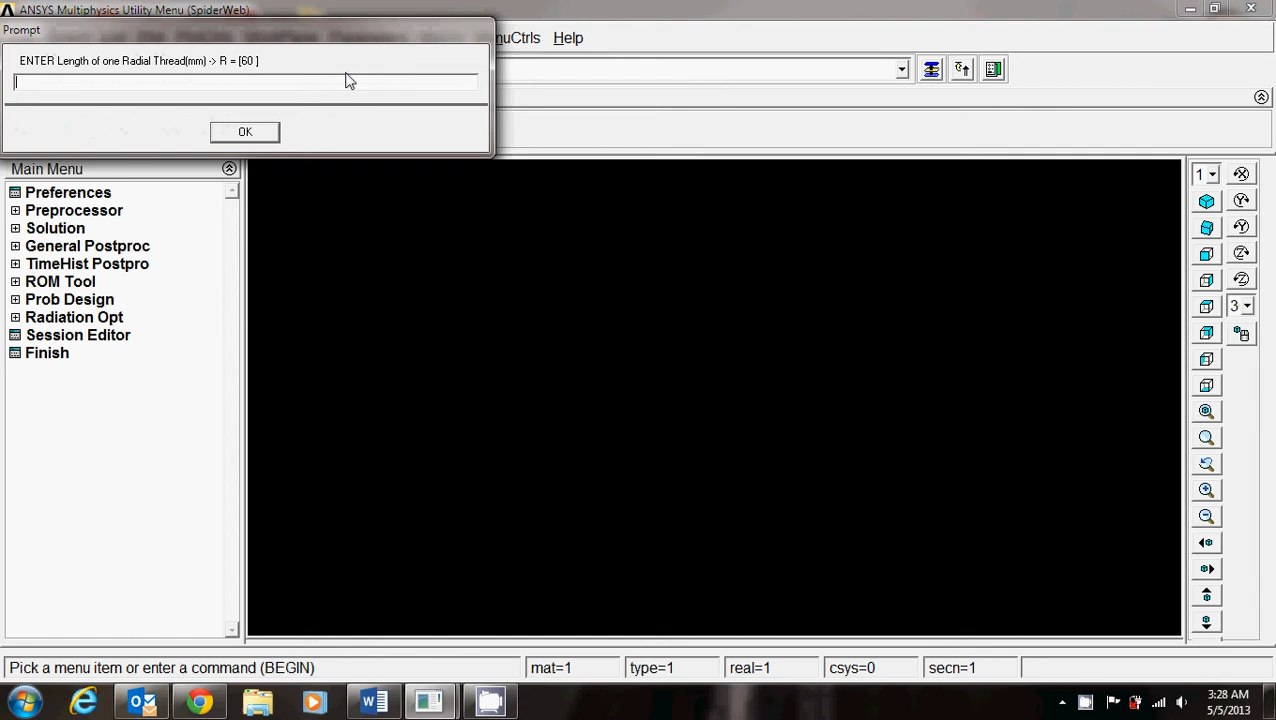 ANSYS Multiphysics Utility Menu (SpiderWeb)
Prompt
nuCtrls Help
ENTER Length of one Radial Thread(mm) -> R = [60 ]
OK
Main Menu
1
Preferences
Preprocessor
Solution
General Postproc
TimeHist Postpro
ROM Tool
Prob Design
3
Radiation Opt
Session Editor
Finish
Pick a menu item or enter a command (BEGIN) mat=1 type=1 real=1 csys=0 secn=1
3:28 AM
5/5/2013